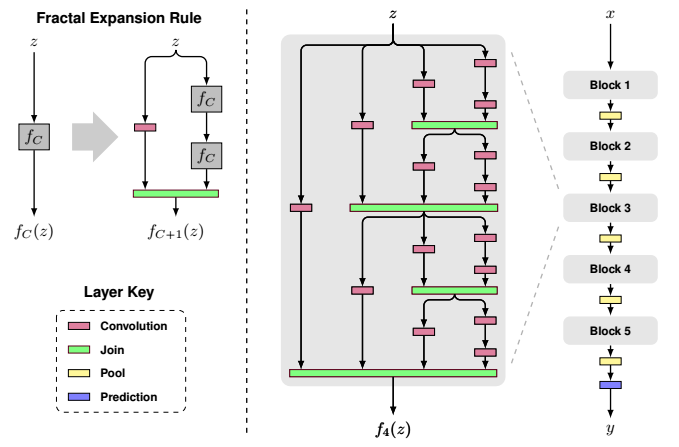 Fractal Expansion Rule
z
z
f_C
f_C
f_C
f_C(z)
f_{C+1}(z)
Layer Key
Convolution
Join
Pool
Prediction
z
f_4(z)
x
Block 1
Block 2
Block 3
Block 4
Block 5
y